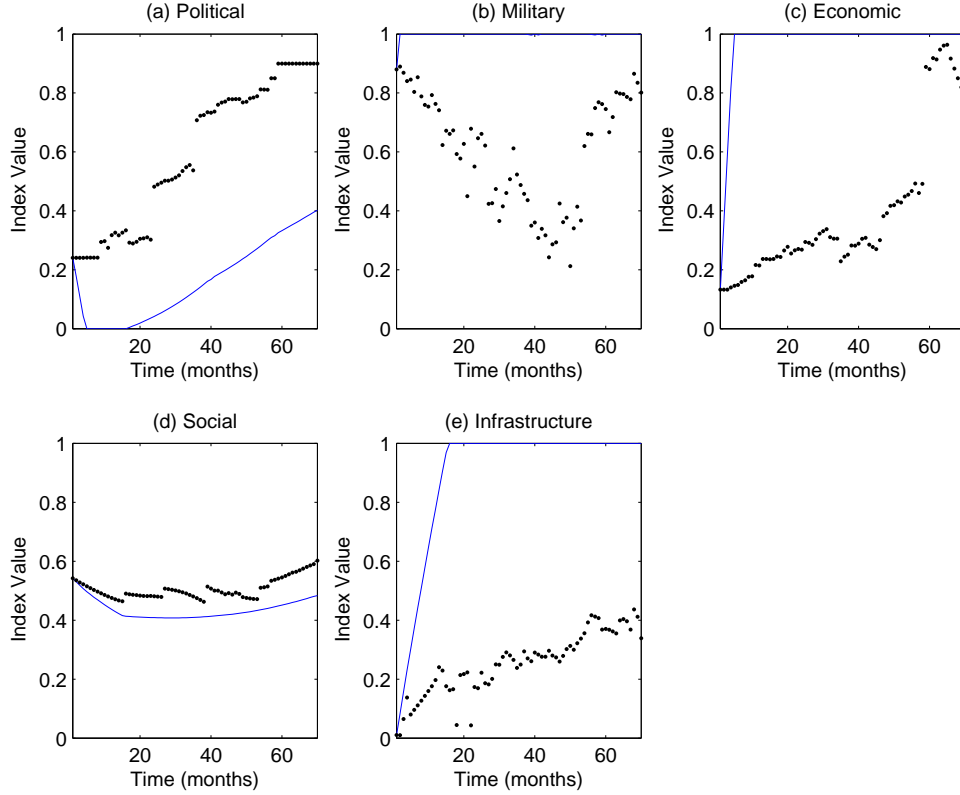 (a) Political
1
0.8
0.6
0.4
0.2
0
Index Value
20 40 60
Time (months)
(b) Military
1
0.8
0.6
0.4
0.2
0
Index Value
20 40 60
Time (months)
(c) Economic
1
0.8
0.6
0.4
0.2
0
Index Value
20 40 60
Time (months)
(d) Social
1
0.8
0.6
0.4
0.2
0
Index Value
20 40 60
Time (months)
(e) Infrastructure
1
0.8
0.6
0.4
0.2
0
Index Value
20 40 60
Time (months)